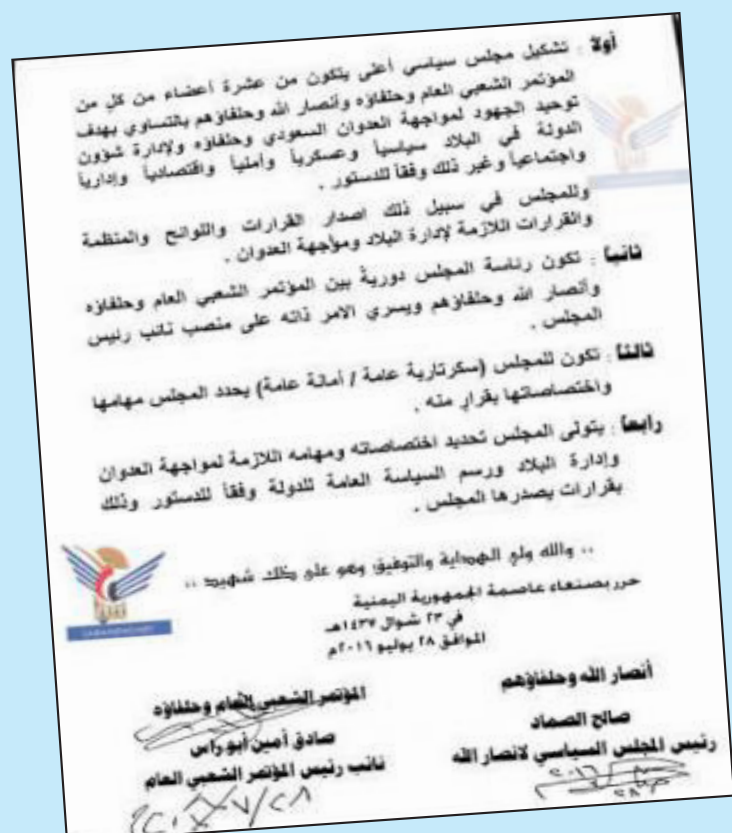 أولاً : تشكيل مجلس سياسي أعلى يتكون من عشرة أعضاء من كلٍ من
المؤتمر الشعبي العام وحلفاؤه وأنصار الله وحلفاؤهم بالتساوي بهدف
توحيد الجهود لمواجهة العدوان السعودي وحلفاؤه ولإدارة شؤون
الدولة في البلاد سياسياً وعسكرياً وأمنياً واقتصادياً وإدارياً
واجتماعياً وغير ذلك وفقاً للدستور .
وللمجلس في سبيل ذلك اصدار القرارات واللوائح والمنظمة
والقرارات اللازمة لإدارة البلاد ومواجهة العدوان .
ثانياً : تكون رئاسة المجلس دوريةً بين المؤتمر الشعبي العام وحلفاؤه
وأنصار الله وحلفاؤهم ويسري الامر ذاته على منصب نائب رئيس
المجلس .
ثالثاً : تكون للمجلس (سكرتارية عامة / أمانة عامة) يحدد المجلس مهامها
واختصاصاتها بقرارٍ منه .
رابعاً : يتولى المجلس تحديد اختصاصاته ومهامه اللازمة لمواجهة العدوان
وإدارة البلاد ورسم السياسة العامة للدولة وفقاً للدستور وذلك
بقرارات يصدرها المجلس .
،، والله ولي الهداية والتوفيق وهو على ذلك شهيد ،،
حرر بصنعاء عاصمة الجمهورية اليمنية
في ٢٣ شوال ١٤٣٧هـ
الموافق ٢٨ يوليو ٢٠١٦م
أنصار الله وحلفاؤهم
صالح الصماد
رئيس المجلس السياسي لانصار الله
٢٠١٦
المؤتمر الشعبي العام وحلفاؤه
صادق أمين أبو راس
نائب رئيس المؤتمر الشعبي العام